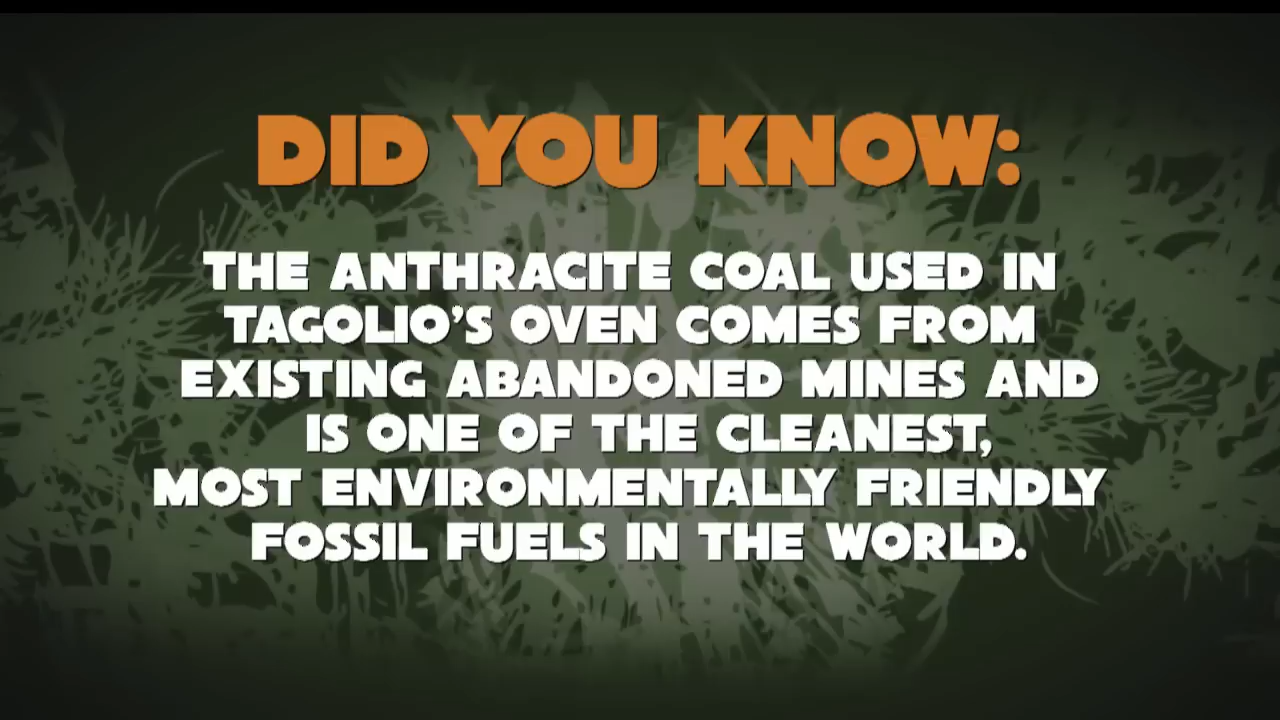 DID YOU KNOW:
THE ANTHRACITE COAL USED IN
TAGOLIO'S OVEN COMES FROM
EXISTING ABANDONED MINES AND
IS ONE OF THE CLEANEST,
MOST ENVIRONMENTALLY FRIENDLY
FOSSIL FUELS IN THE WORLD.